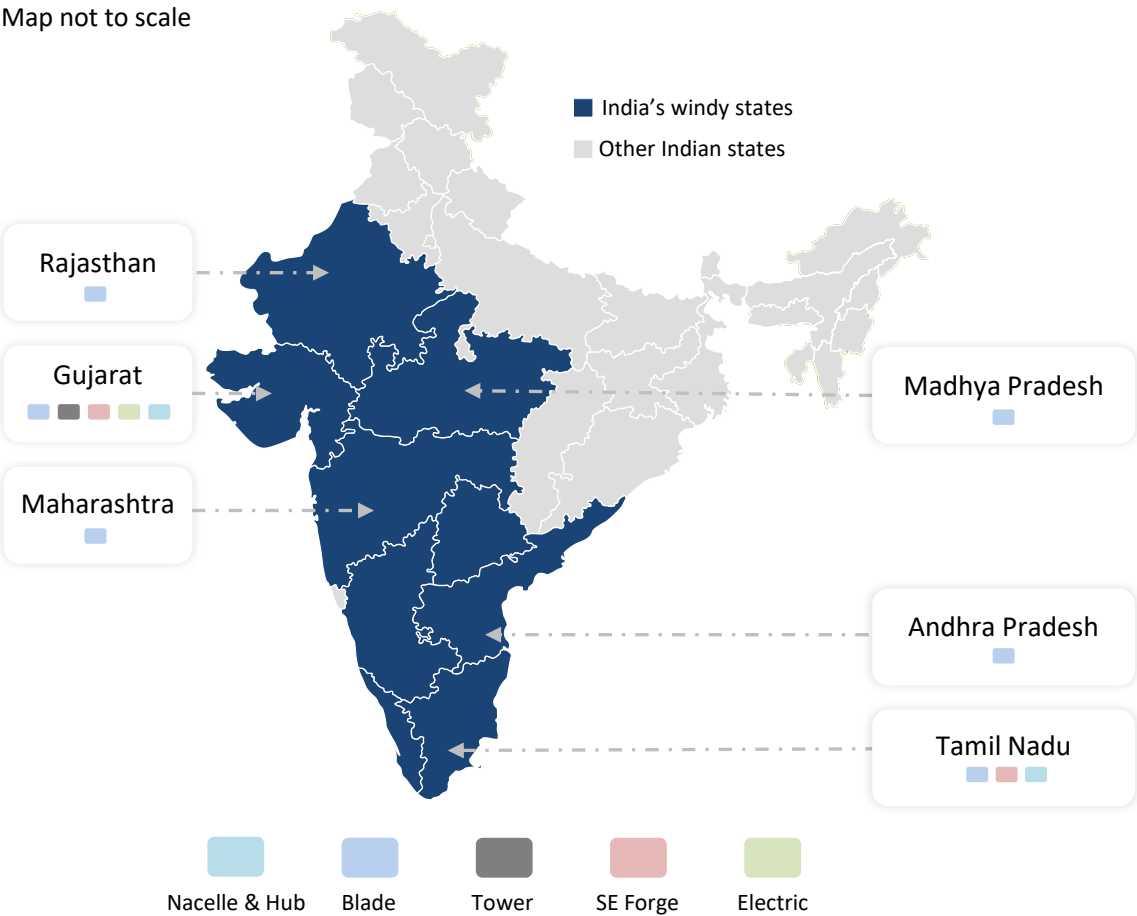 Map not to scale
India’s windy states
Other Indian states
Rajasthan
Gujarat
Maharashtra
Madhya Pradesh
Andhra Pradesh
Tamil Nadu
Nacelle & Hub
Blade
Tower
SE Forge
Electric